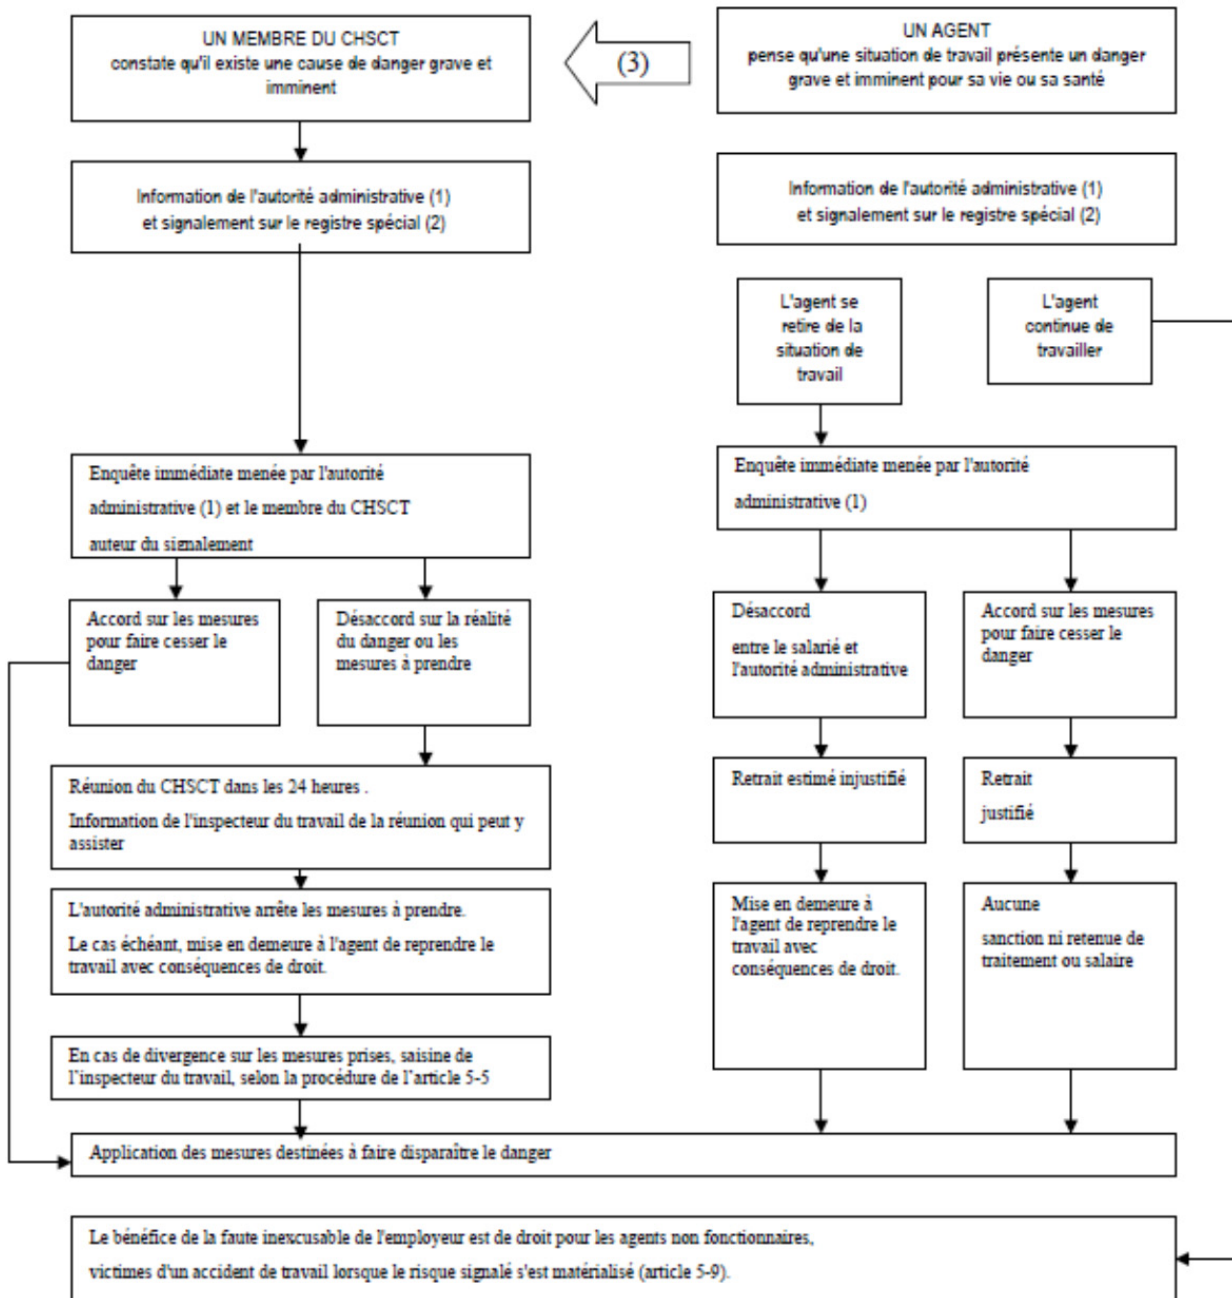 UN MEMBRE DU CHSCT
constate qu'il existe une cause de danger grave et
imminent
(3)
UN AGENT
pense qu'une situation de travail présente un danger
grave et imminent pour sa vie ou sa santé
Information de l'autorité administrative (1)
et signalement sur le registre spécial (2)
Information de l'autorité administrative (1)
et signalement sur le registre spécial (2)
L'agent se
retire de la
situation de
travail
L'agent
continue de
travailler
Enquête immédiate menée par l'autorité
administrative (1) et le membre du CHSCT
auteur du signalement
Enquête immédiate menée par l'autorité
administrative (1)
Accord sur les mesures
pour faire cesser le
danger
Désaccord sur la réalité
du danger ou les
mesures à prendre
Désaccord
entre le salarié et
l'autorité administrative
Accord sur les mesures
pour faire cesser le
danger
Réunion du CHSCT dans les 24 heures .
Information de l'inspecteur du travail de la réunion qui peut y
assister
Retrait estimé injustifié
Retrait
justifié
L'autorité administrative arrête les mesures à prendre.
Le cas échéant, mise en demeure à l'agent de reprendre le
travail avec conséquences de droit.
Mise en demeure à
l'agent de reprendre le
travail avec
conséquences de droit.
Aucune
sanction ni retenue de
traitement ou salaire
En cas de divergence sur les mesures prises, saisine de
l'inspecteur du travail, selon la procédure de l'article 5-5
Application des mesures destinées à faire disparaître le danger
Le bénéfice de la faute inexcusable de l'employeur est de droit pour les agents non fonctionnaires,
victimes d'un accident de travail lorsque le risque signalé s'est matérialisé (article 5-9).